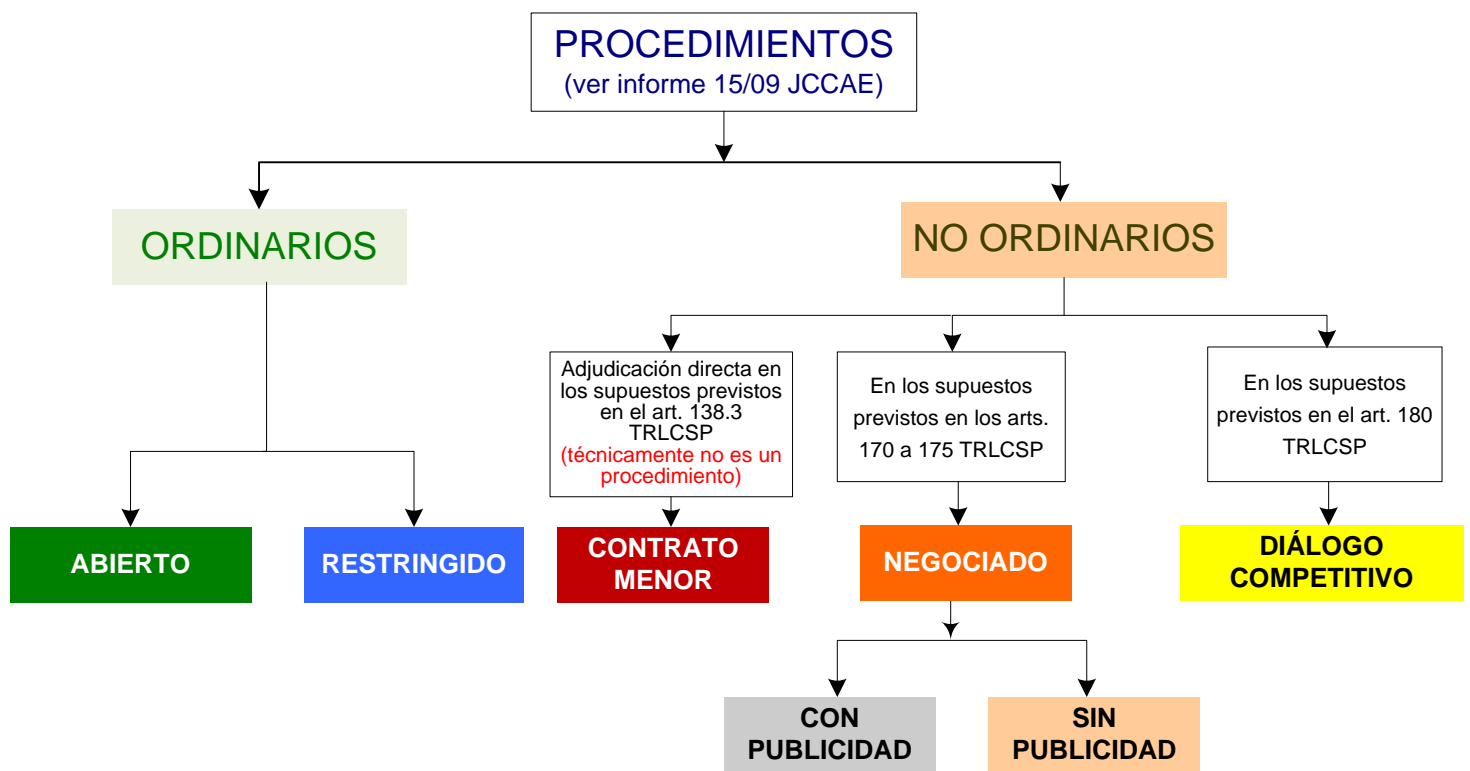 PROCEDIMIENTOS
(ver informe 15/09 JCCAE)
ORDINARIOS
NO ORDINARIOS
Adjudicación directa en
los supuestos previstos
en el art. 138.3
TRLCSP
(técnicamente no es un
procedimiento)
En los supuestos
previstos en los arts.
170 a 175 TRLCSP
En los supuestos
previstos en el art. 180
TRLCSP
ABIERTO
RESTRINGIDO
CONTRATO
MENOR
NEGOCIADO
DIÁLOGO
COMPETITIVO
CON
PUBLICIDAD
SIN
PUBLICIDAD